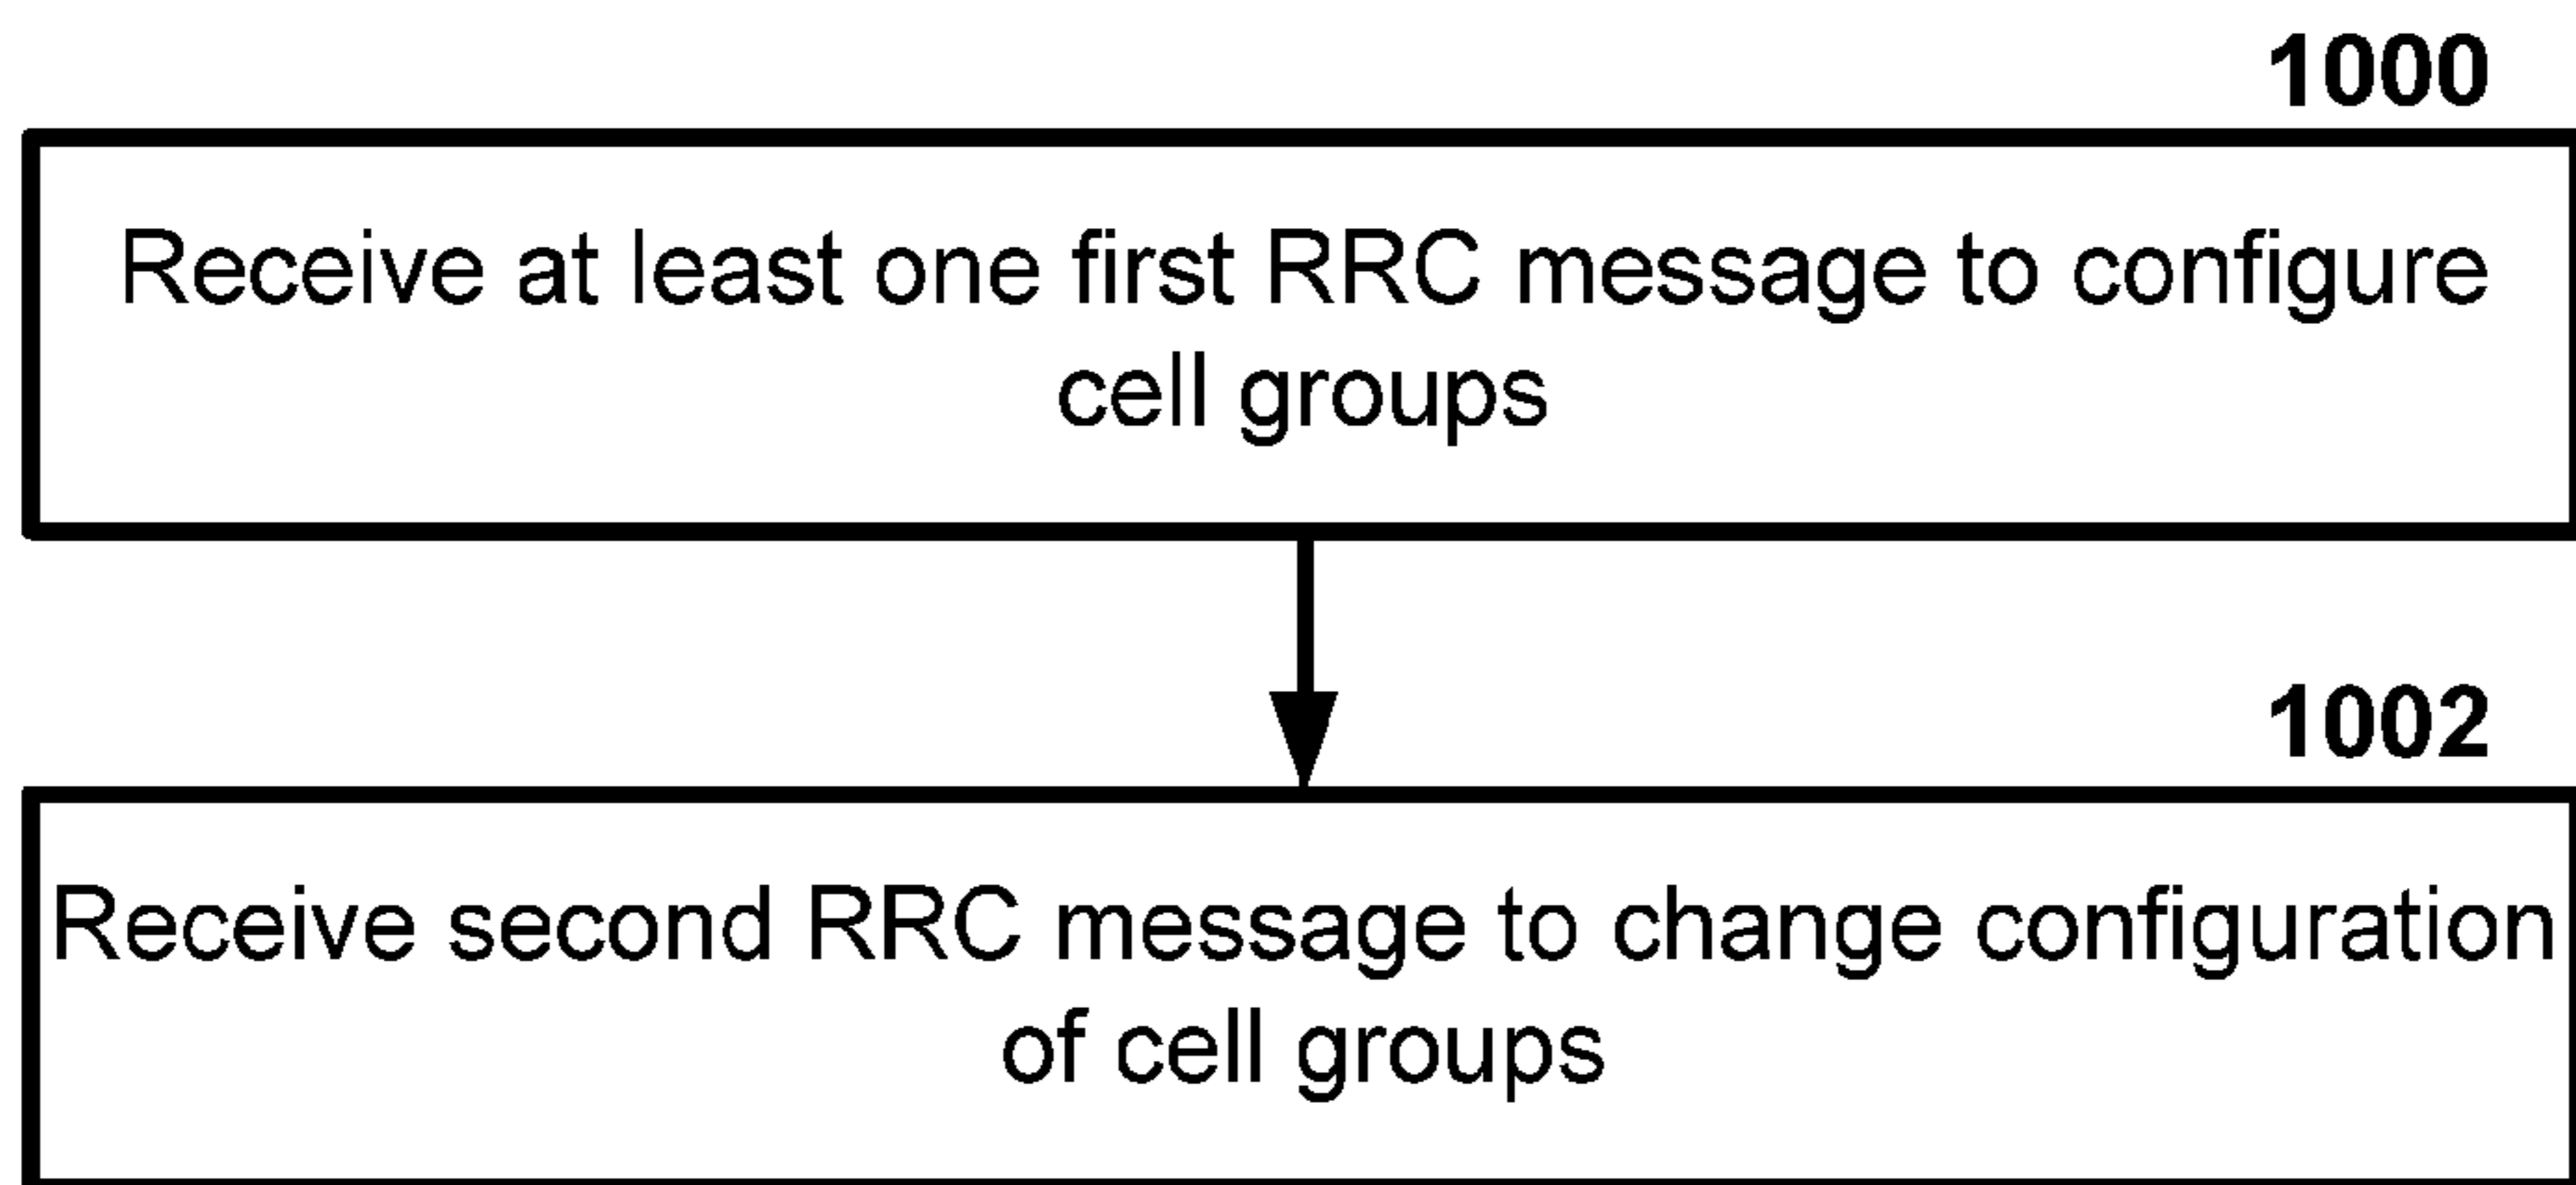 1000
Receive at least one first RRC message to configure
cell groups
1002
Receive second RRC message to change configuration
of cell groups